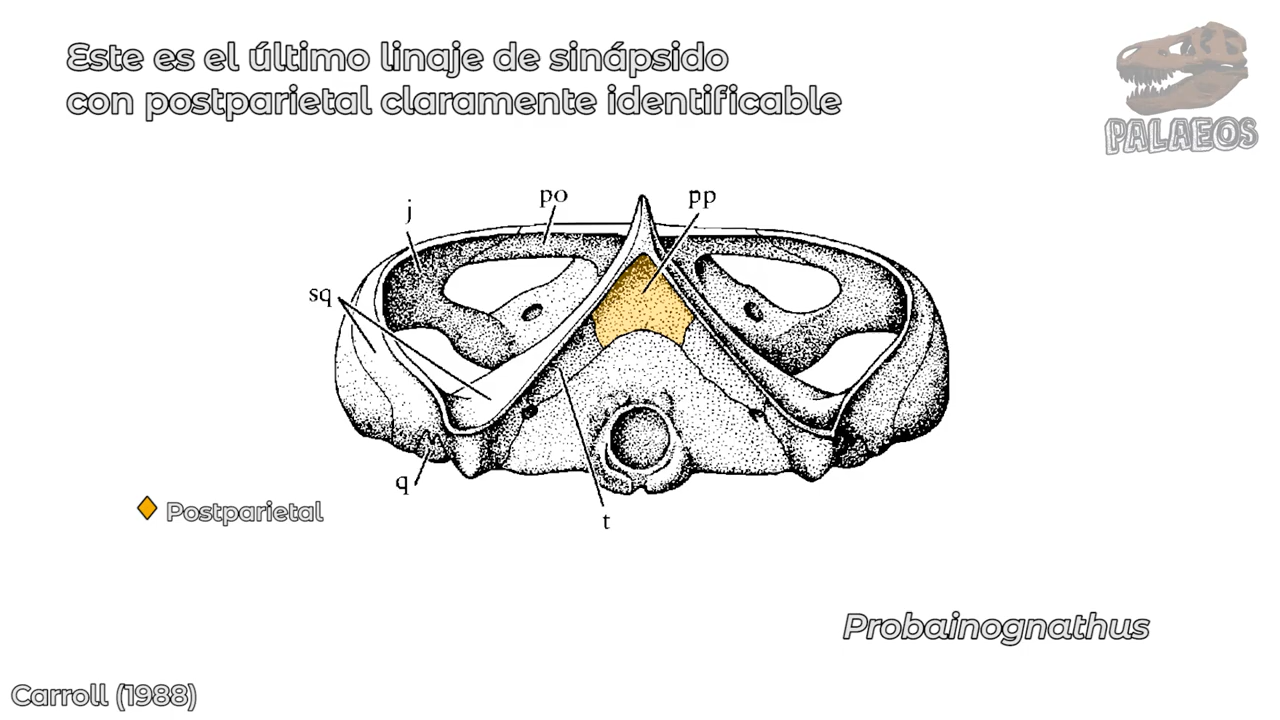 Este es el último linaje de sinápsido
con postparietal claramente identificable
PALAEOS
j
po
pp
sq
q
t
Postparietal
Probainognathus
Carroll (1988)